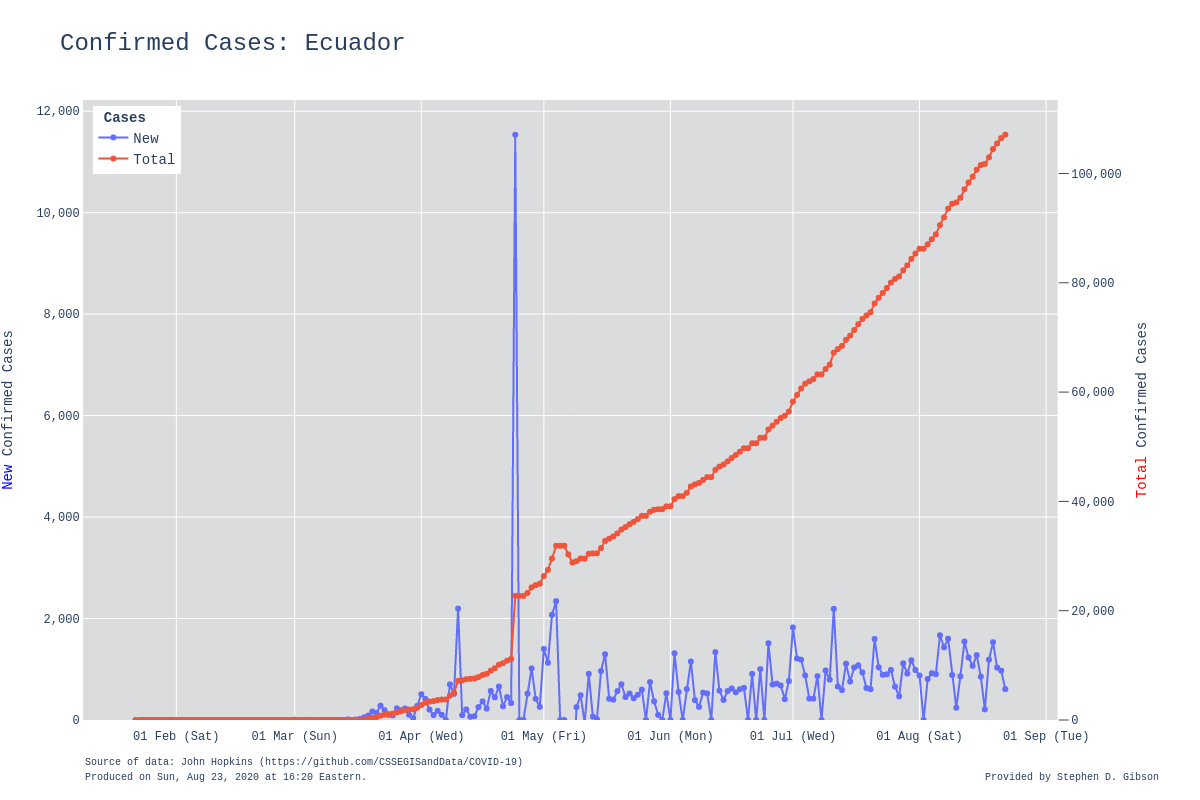 Confirmed Cases: Ecuador
Cases
New
Total
12,000
10,000
8,000
6,000
4,000
2,000
0
New Confirmed Cases
100,000
80,000
60,000
40,000
20,000
0
Total Confirmed Cases
01 Feb (Sat) 01 Mar (Sun) 01 Apr (Wed) 01 May (Fri) 01 Jun (Mon) 01 Jul (Wed) 01 Aug (Sat) 01 Sep (Tue)
Source of data: John Hopkins (https://github.com/CSSEGISandData/COVID-19)
Produced on Sun, Aug 23, 2020 at 16:20 Eastern.
Provided by Stephen D. Gibson